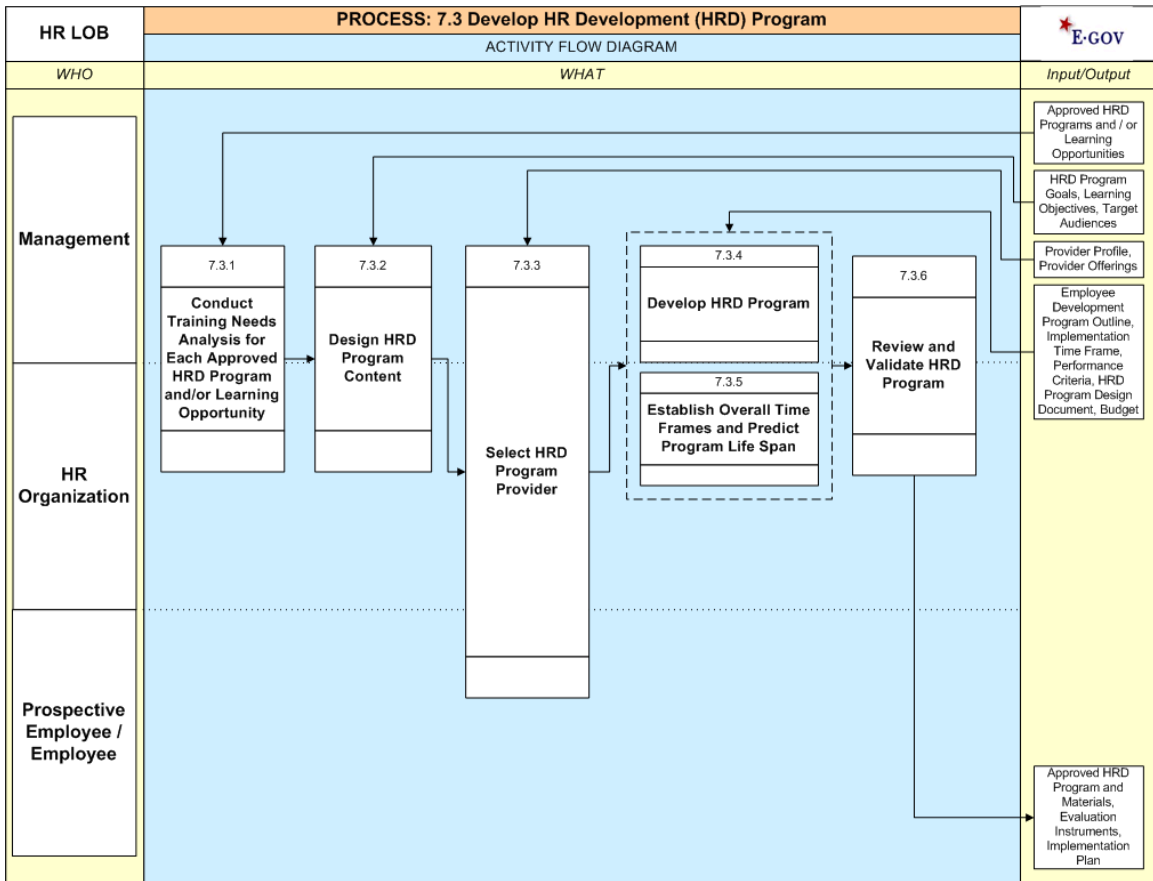 HR LOB
PROCESS: 7.3 Develop HR Development (HRD) Program
ACTIVITY FLOW DIAGRAM
E-GOV
WHO
WHAT
Input/Output
Management
HR
Organization
Prospective
Employee /
Employee
7.3.1
Conduct
Training Needs
Analysis for
Each Approved
HRD Program
and/or Learning
Opportunity
7.3.2
Design HRD
Program
Content
7.3.3
Select HRD
Program
Provider
7.3.4
Develop HRD Program
7.3.5
Establish Overall Time
Frames and Predict
Program Life Span
7.3.6
Review and
Validate HRD
Program
Approved HRD
Programs and / or
Learning
Opportunities
HRD Program
Goals, Learning
Objectives, Target
Audiences
Provider Profile,
Provider Offerings
Employee
Development
Program Outline,
Implementation
Time Frame,
Performance
Criteria, HRD
Program Design
Document, Budget
Approved HRD
Program and
Materials,
Evaluation
Instruments,
Implementation
Plan